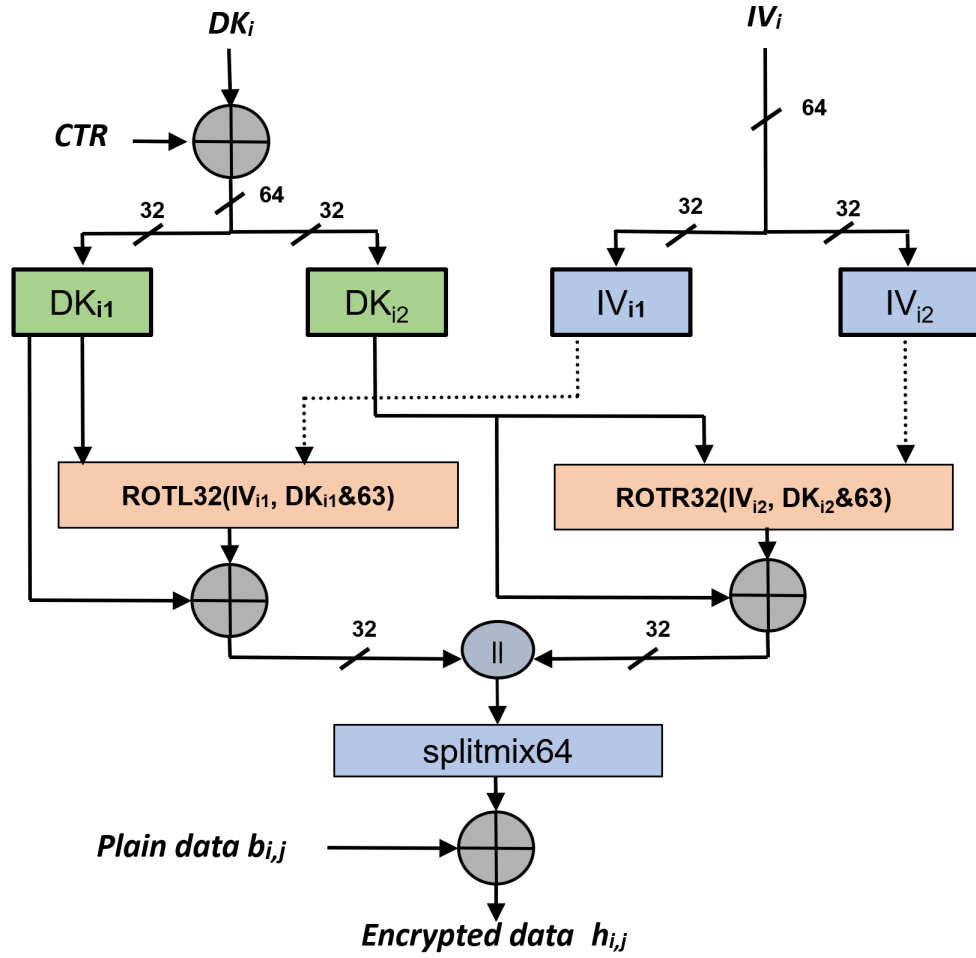 DKi IVi
64
CTR
64
32 32 32 32
DKi1 DKi2 IVi1 IVi2
ROTL32(IVi1, DKi1&63) ROTR32(IVi2, DKi2&63)
32 32
||
splitmix64
Plain data bi,j
Encrypted data hi,j